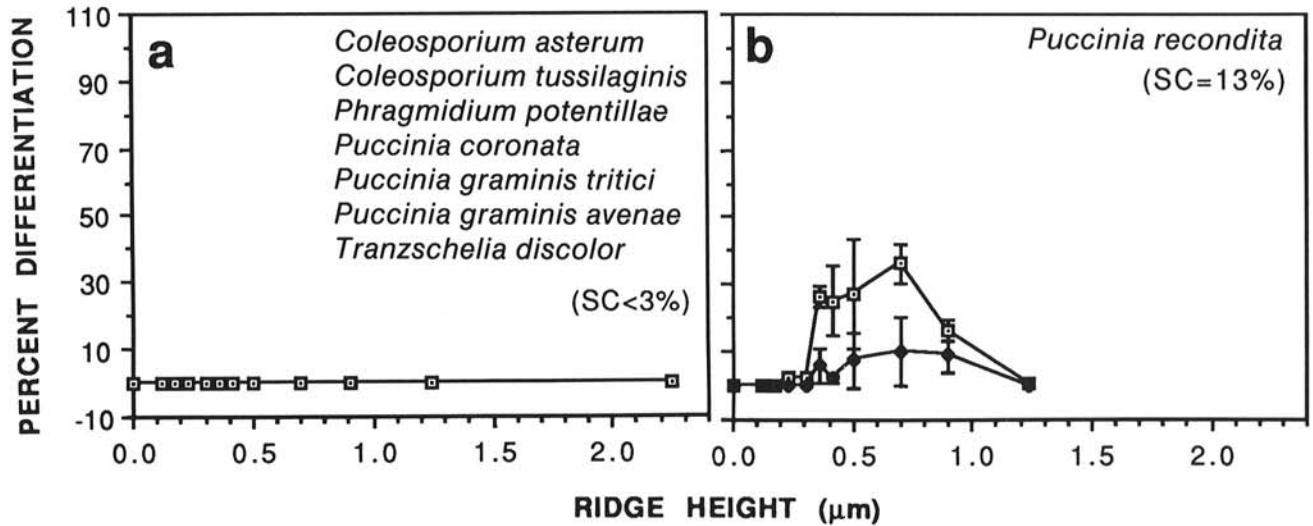 PERCENT DIFFERENTIATION
110
90
70
50
30
10
-10
a
Coleosporium asterum
Coleosporium tussilaginis
Phragmidium potentillae
Puccinia coronata
Puccinia graminis tritici
Puccinia graminis avenae
Tranzschelia discolor
(SC<3%)
0.0 0.5 1.0 1.5 2.0
b
Puccinia recondita
(SC=13%)
0.0 0.5 1.0 1.5 2.0
RIDGE HEIGHT (μm)